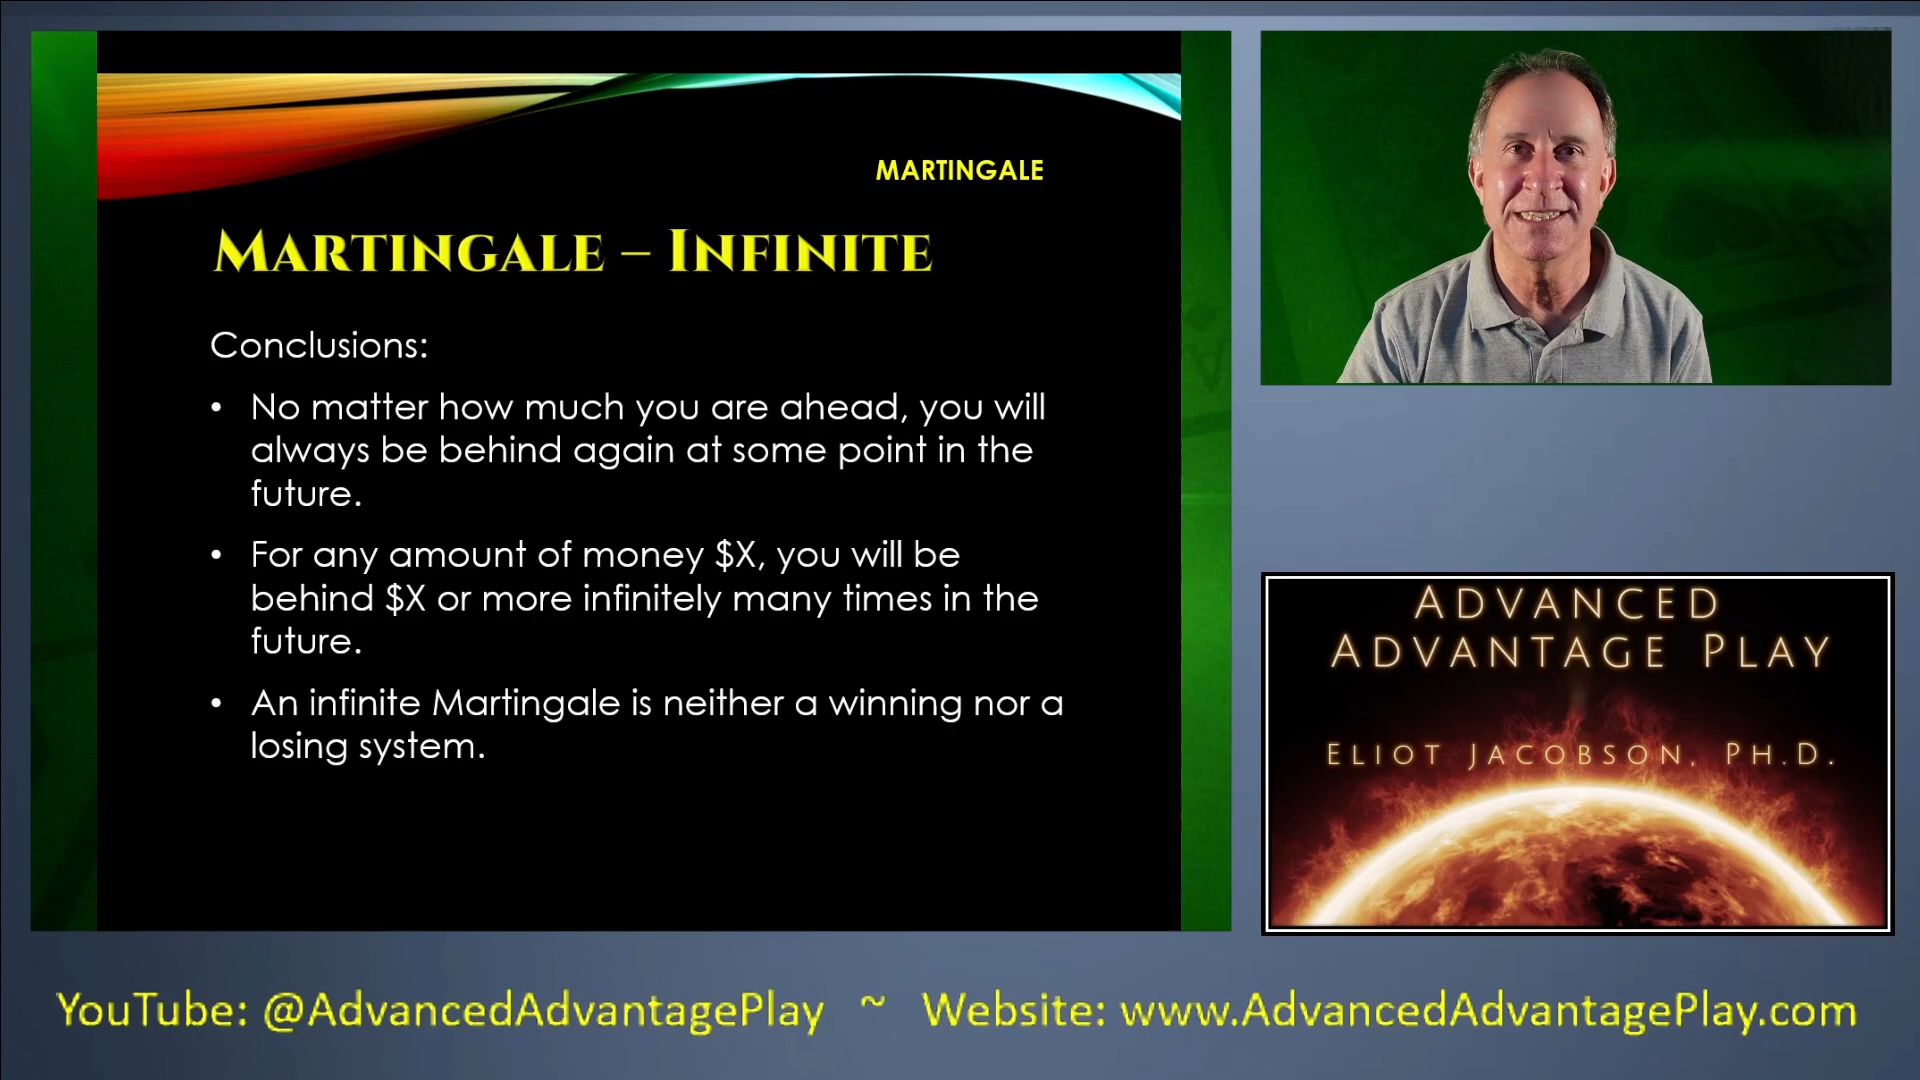 MARTINGALE
MARTINGALE – INFINITE
Conclusions:
• No matter how much you are ahead, you will
always be behind again at some point in the
future.
• For any amount of money $X, you will be
behind $X or more infinitely many times in the
future.
• An infinite Martingale is neither a winning nor a
losing system.
ADVANCED
ADVANTAGE PLAY
ELIOT JACOBSON, PH.D.
YouTube: @AdvancedAdvantagePlay ~ Website: www.AdvancedAdvantagePlay.com